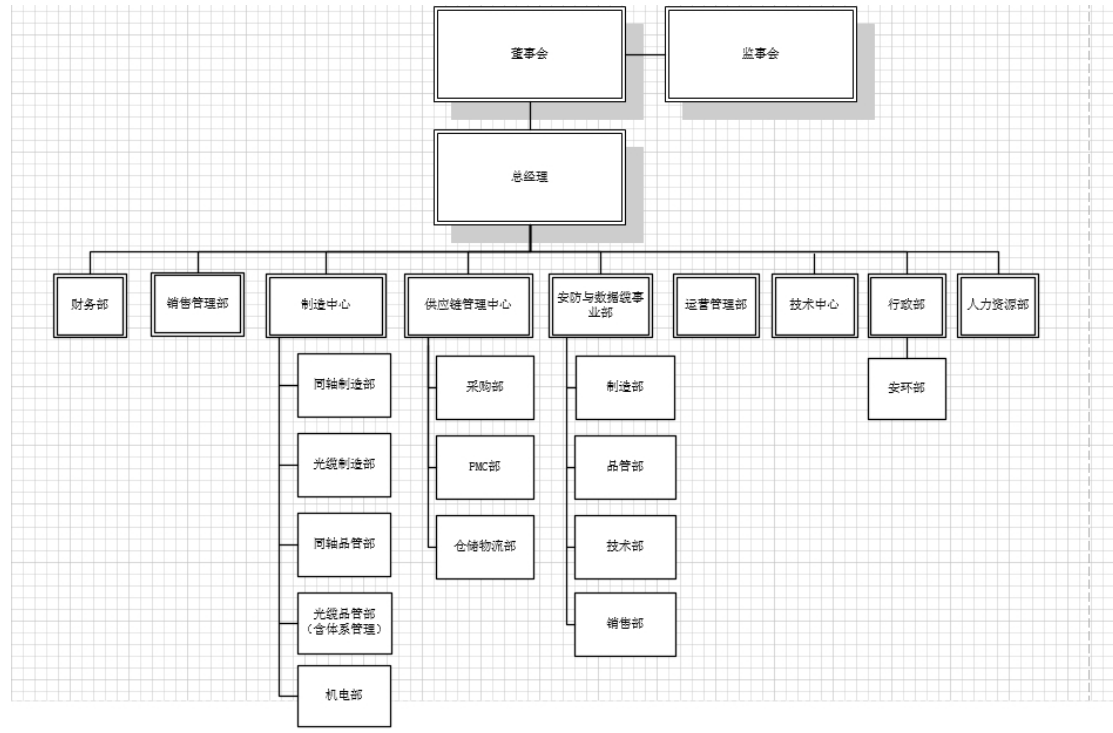 董事会
监事会
总经理
财务部
销售管理部
制造中心
供应链管理中心
安防与数据缆事
业部
运营管理部
技术中心
行政部
人力资源部
同轴制造部
光缆制造部
同轴品管部
光缆品管部
（含体系管理）
机电部
采购部
PMC部
仓储物流部
制造部
品管部
技术部
销售部
安环部